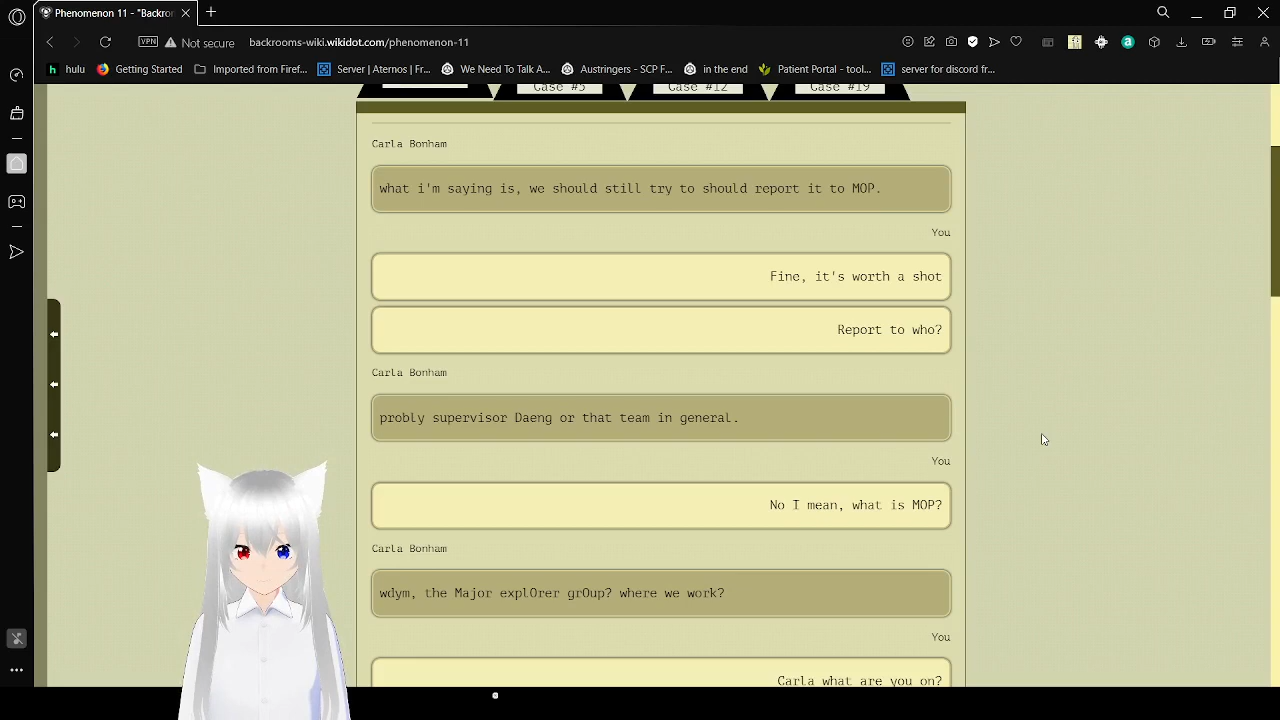 Phenomenon 11 - "Backro
VPN
Not secure
backrooms-wiki.wikidot.com/phenomenon-11
hulu
Getting Started
Imported from Firef...
Server | Aternos | Fr...
We Need To Talk A...
Austringers - SCP F...
in the end
Patient Portal - tool...
server for discord fr...
Case #5
Case #12
Case #19
Carla Bonham
what i'm saying is, we should still try to should report it to MOP.
You
Fine, it's worth a shot
Report to who?
Carla Bonham
probly supervisor Daeng or that team in general.
You
No I mean, what is MOP?
Carla Bonham
wdym, the Major explOrer grOup? where we work?
You
Carla what are you on?